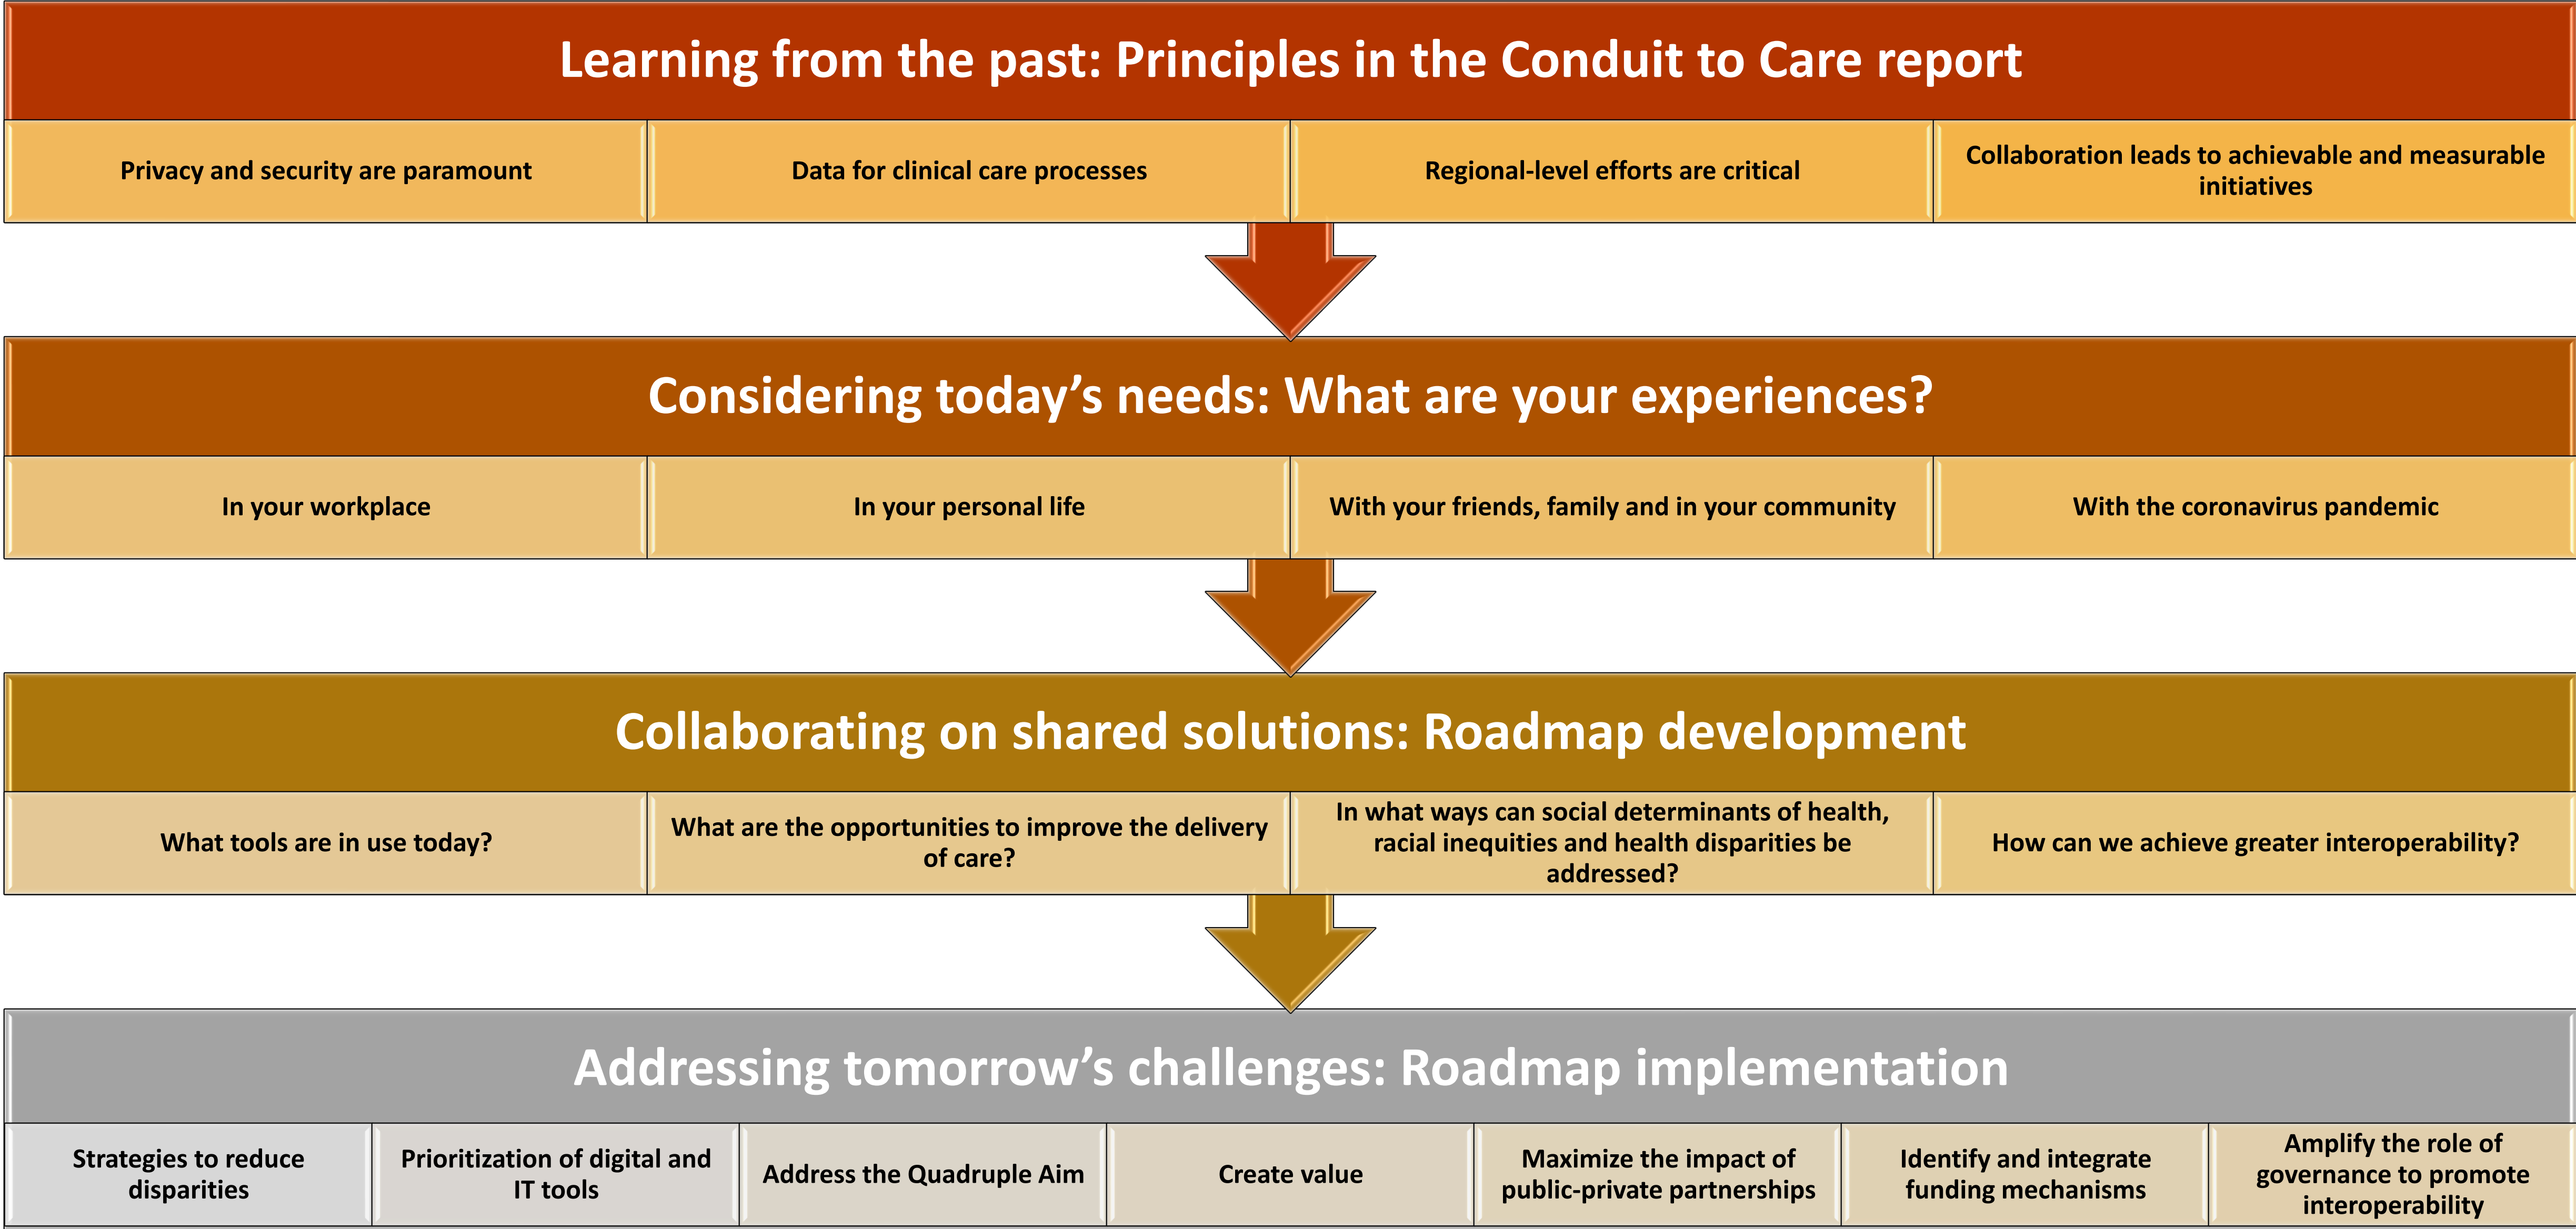 Learning from the past: Principles in the Conduit to Care report
Privacy and security are paramount
Data for clinical care processes
Regional-level efforts are critical
Collaboration leads to achievable and measurable
initiatives
Considering today’s needs: What are your experiences?
In your workplace
In your personal life
With your friends, family and in your community
With the coronavirus pandemic
Collaborating on shared solutions: Roadmap development
What tools are in use today?
What are the opportunities to improve the delivery
of care?
In what ways can social determinants of health,
racial inequities and health disparities be
addressed?
How can we achieve greater interoperability?
Addressing tomorrow’s challenges: Roadmap implementation
Strategies to reduce
disparities
Prioritization of digital and
IT tools
Address the Quadruple Aim
Create value
Maximize the impact of
public-private partnerships
Identify and integrate
funding mechanisms
Amplify the role of
governance to promote
interoperability